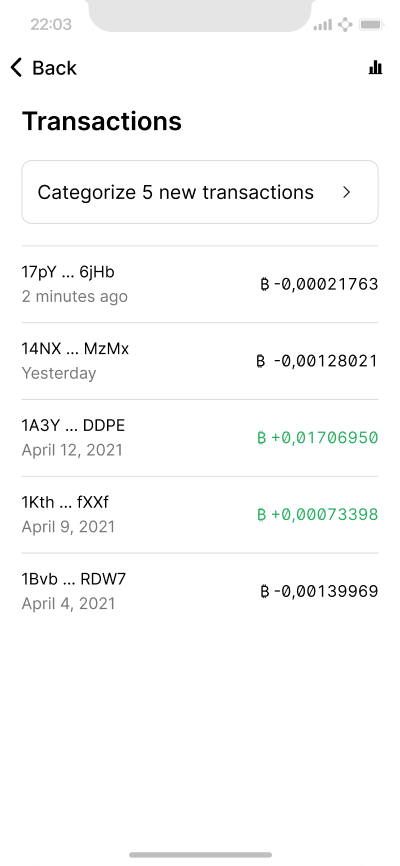 22:03
Back
Transactions
Categorize 5 new transactions
17pY ... 6jHb
2 minutes ago
₿ -0,00021763
14NX ... MzMx
Yesterday
₿ -0,00128021
1A3Y ... DDPE
April 12, 2021
₿ +0,01706950
1Kth ... fXXf
April 9, 2021
₿ +0,00073398
1Bvb ... RDW7
April 4, 2021
₿ -0,00139969